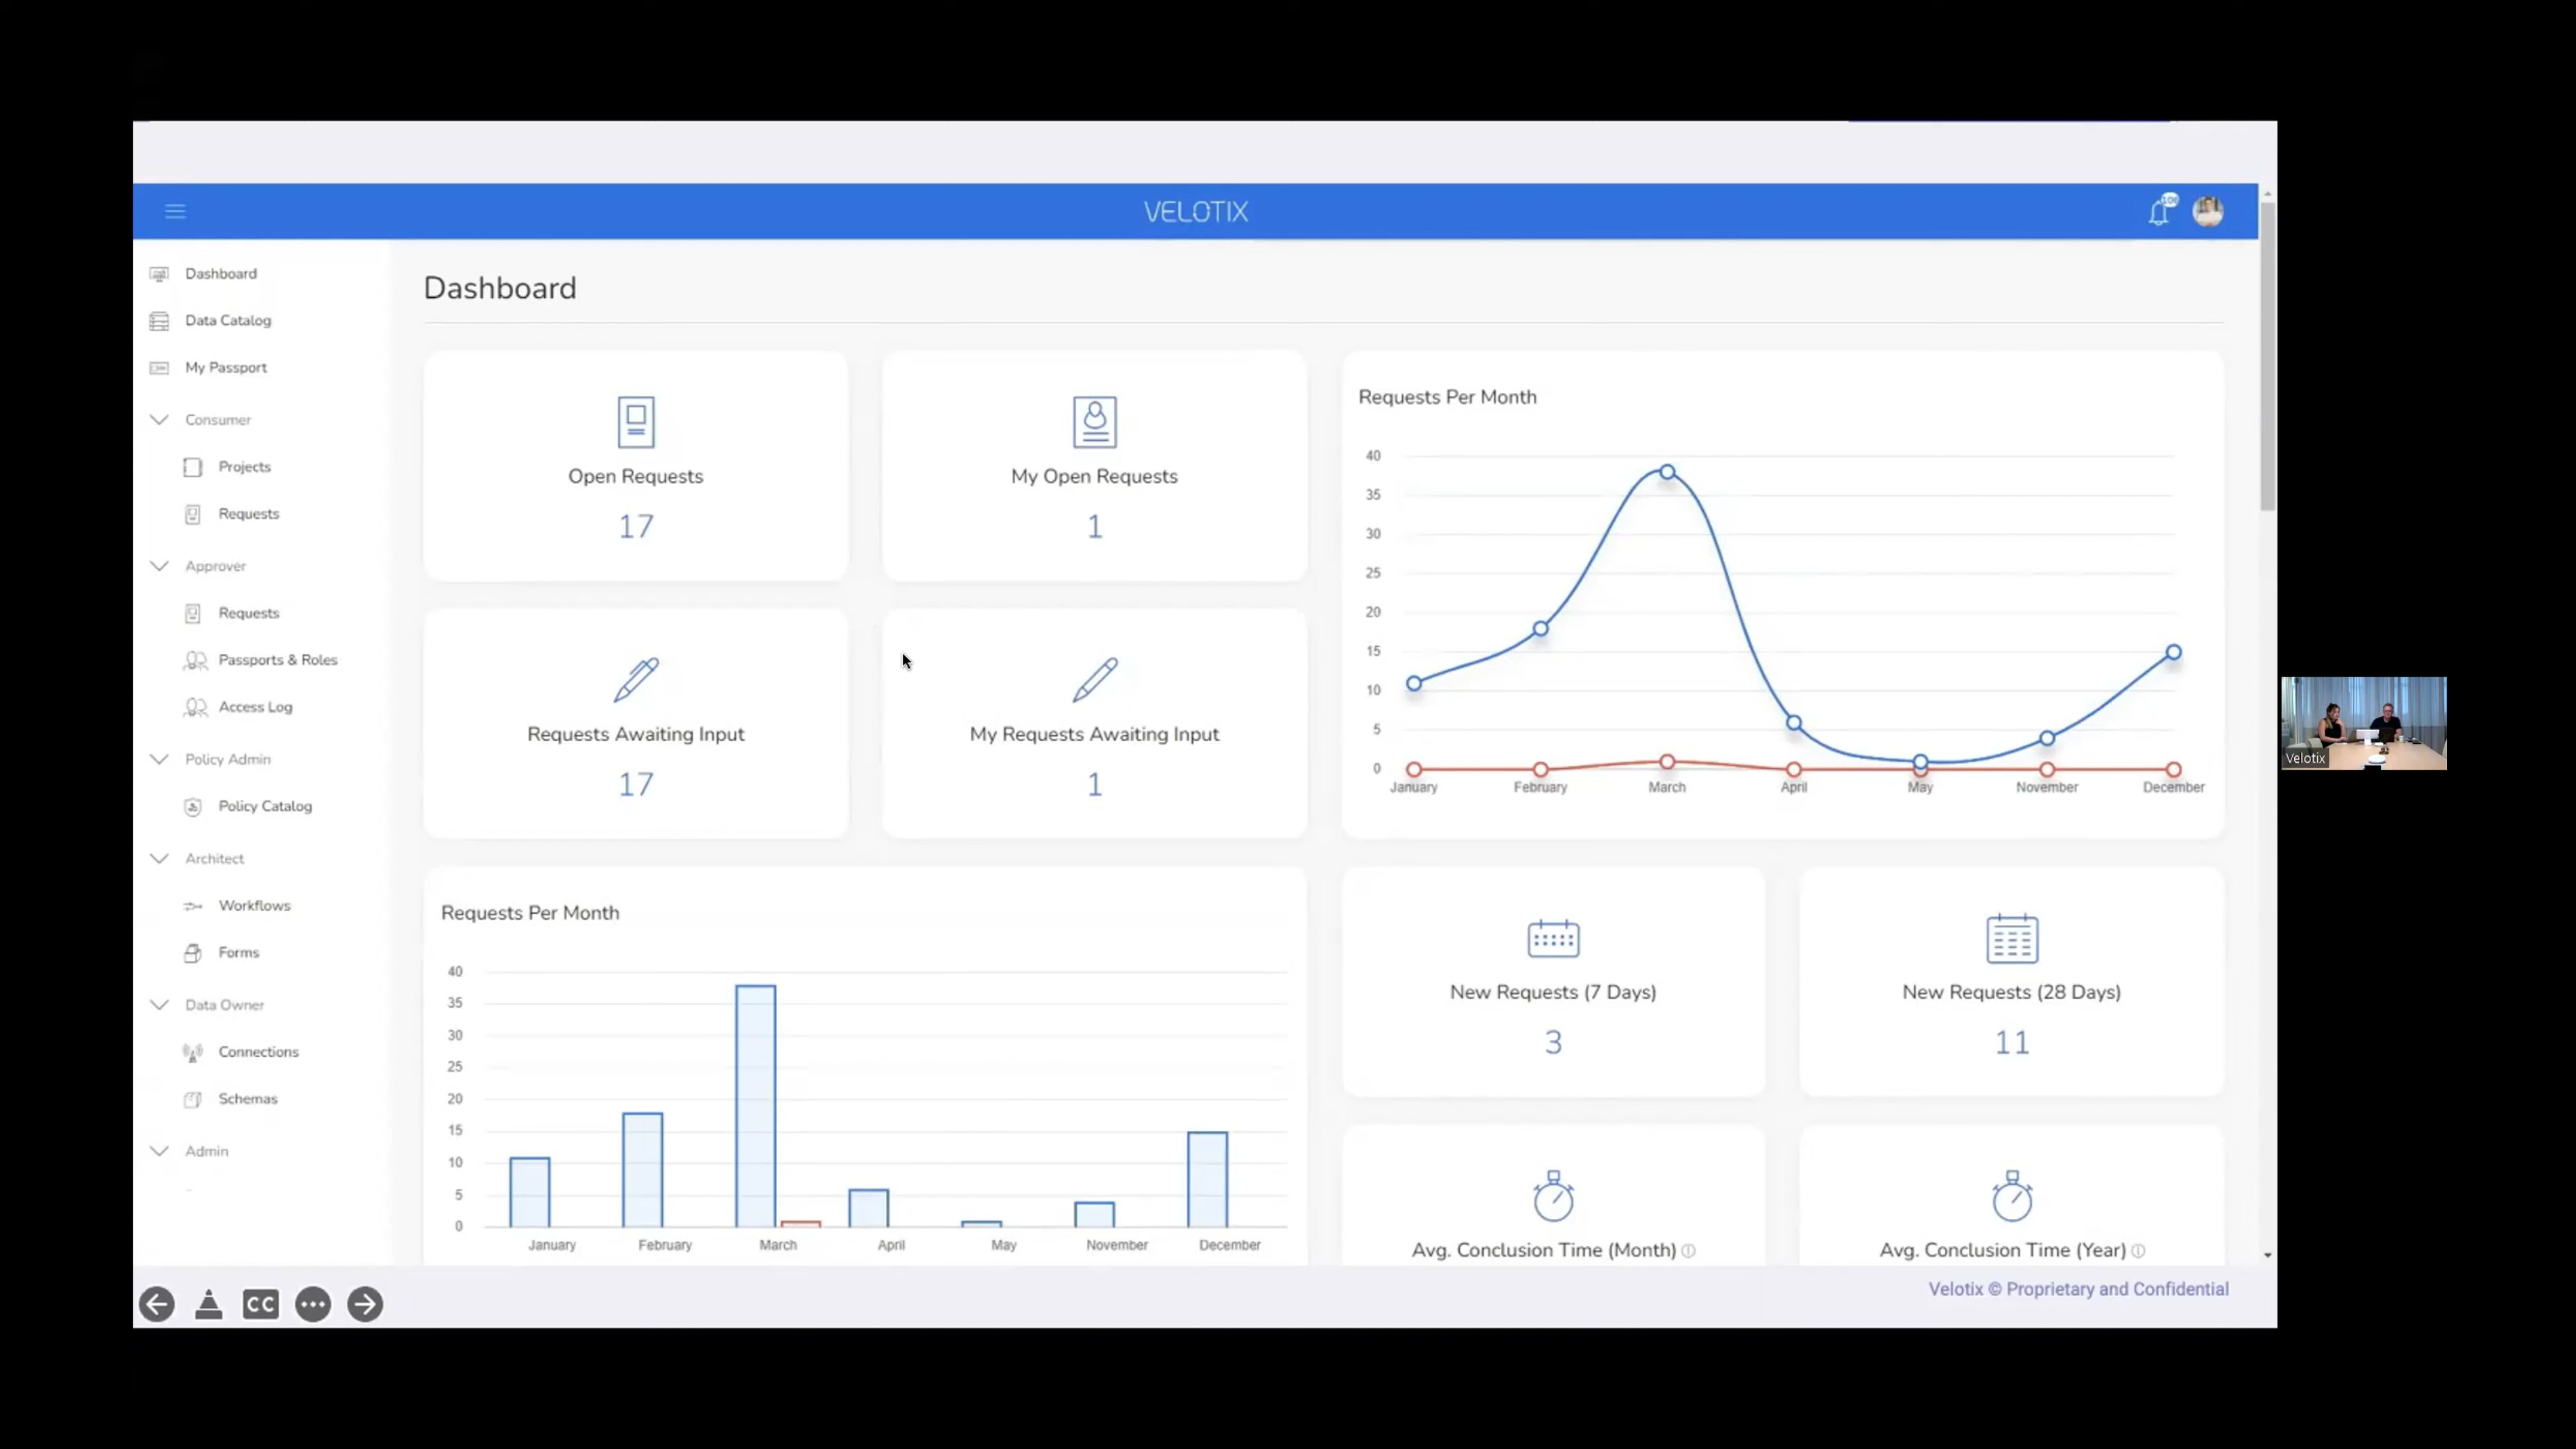 VELOTIX
Dashboard
Data Catalog
My Passport
Consumer
Projects
Requests
Approver
Requests
Passports & Roles
Access Log
Policy Admin
Policy Catalog
Architect
Workflows
Forms
Data Owner
Connections
Schemas
Admin
Dashboard
Open Requests
17
My Open Requests
1
Requests Awaiting Input
17
My Requests Awaiting Input
1
Requests Per Month
40
35
30
25
20
15
10
5
0
January February March April May November December
Requests Per Month
40
35
30
25
20
15
10
5
0
January February March April May November December
New Requests (7 Days)
3
New Requests (28 Days)
11
Avg. Conclusion Time (Month)
Avg. Conclusion Time (Year)
CC
Velotix © Proprietary and Confidential
Velotix